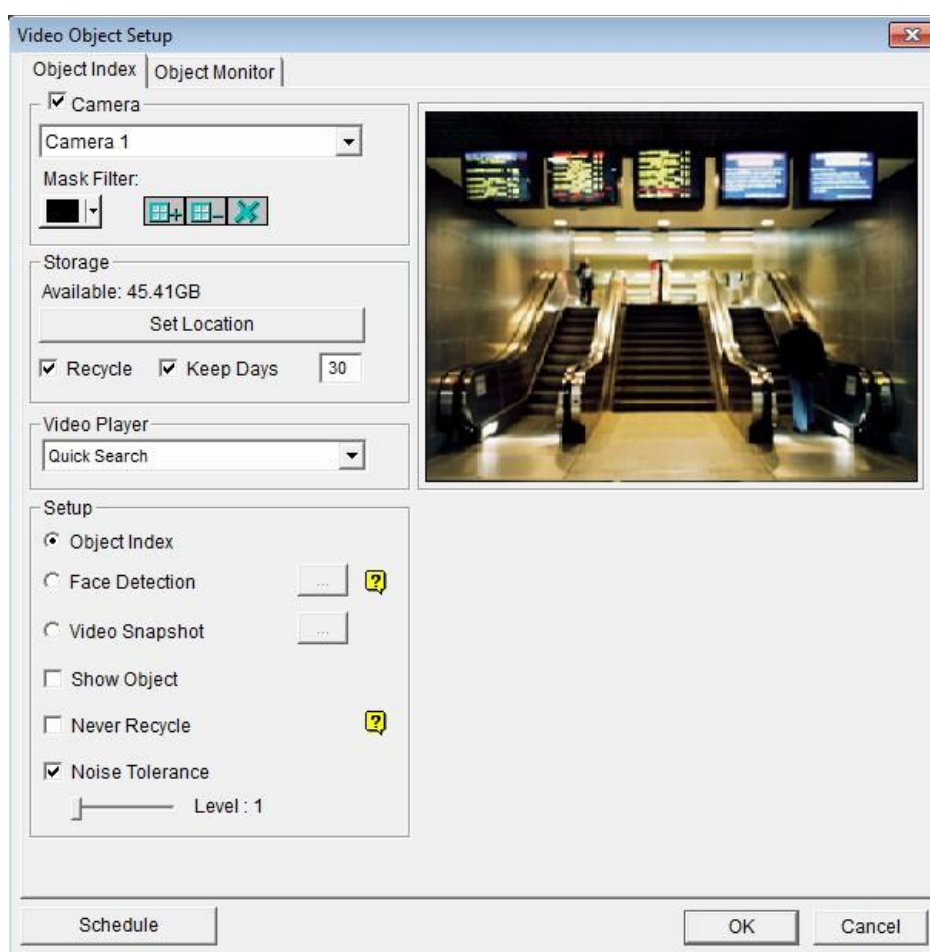 Video Object Setup
Object Index
Object Monitor
Camera
Camera 1
Mask Filter:
Storage
Available: 45.41GB
Set Location
Recycle
Keep Days
30
Video Player
Quick Search
Setup
Object Index
Face Detection
...
?
Video Snapshot
...
Show Object
Never Recycle
?
Noise Tolerance
Level : 1
Schedule
OK
Cancel